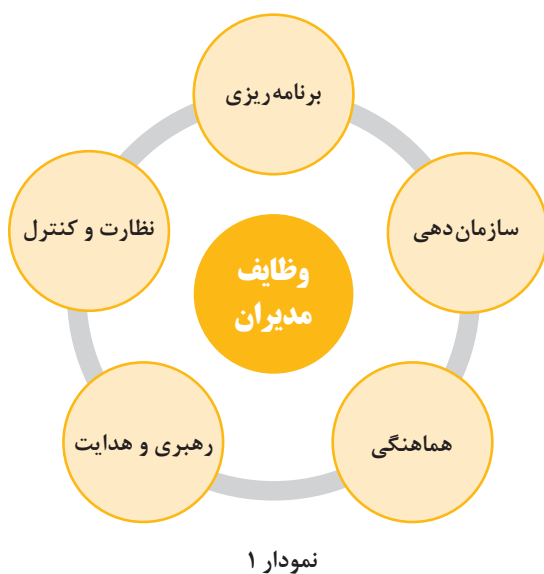 برنامه‌ریزی
سازمان‌دهی
هماهنگی
رهبری و هدایت
نظارت و کنترل
وظایف
مدیران
نمودار ۱